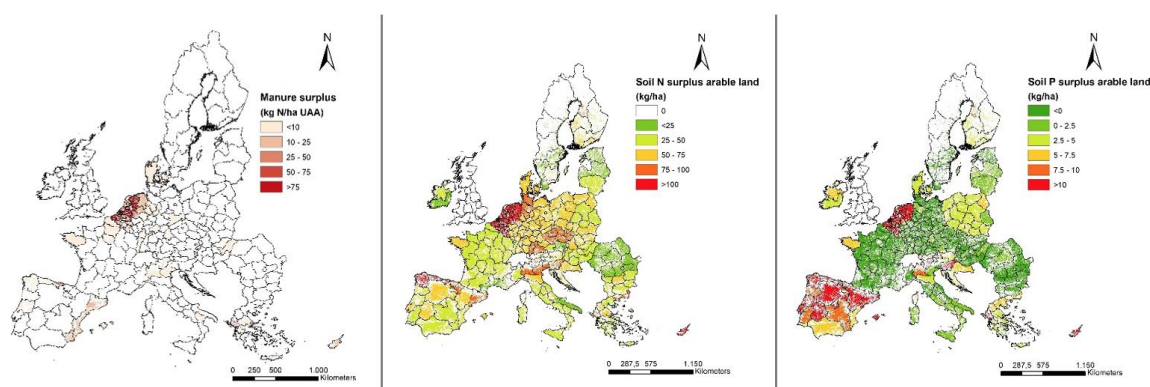 N
Manure surplus
(kg N/ha UAA)
<10
10 - 25
25 - 50
50 - 75
>75
0 250 500 1.000
Kilometers
N
Soil N surplus arable land
(kg/ha)
0
<25
25 - 50
50 - 75
75 - 100
>100
0 287,5 575 1.150
Kilometers
N
Soil P surplus arable land
(kg/ha)
<0
0 - 2.5
2.5 - 5
5 - 7.5
7.5 - 10
>10
0 287,5 575 1.150
Kilometers